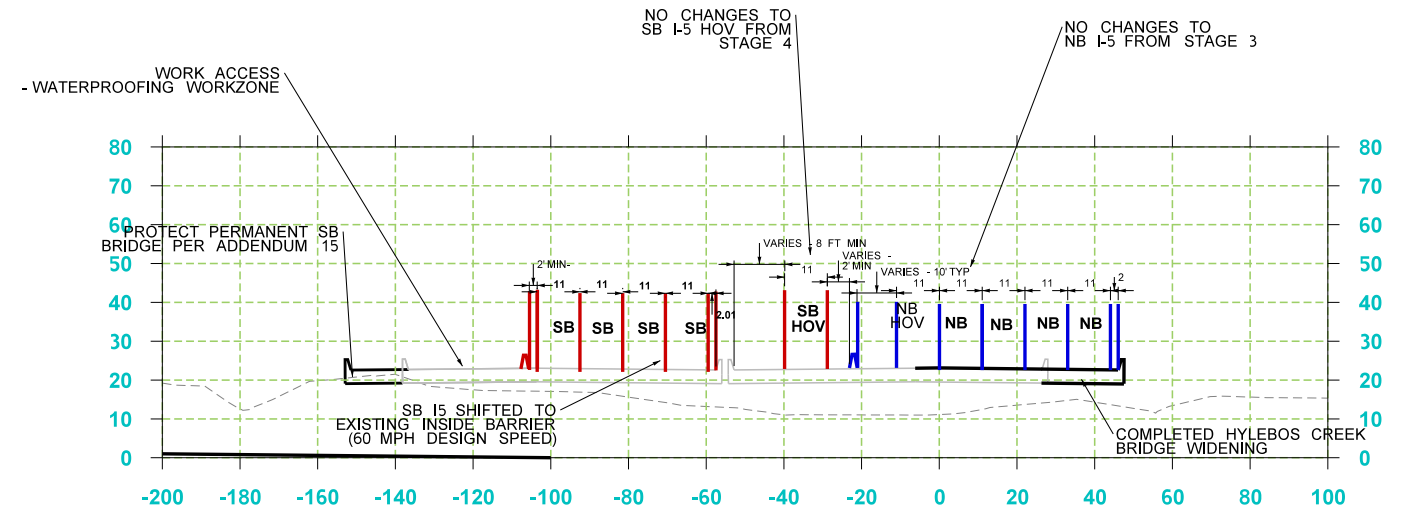 NO CHANGES TO
SB I-5 HOV FROM
STAGE 4
NO CHANGES TO
NB I-5 FROM STAGE 3
WORK ACCESS
- WATERPROOFING WORKZONE
80
80
70
70
60
60
PROTECT PERMANENT SB
BRIDGE PER ADDENDUM 15
VARIES - 8 FT MIN
VARIES -
2' MIN
VARIES - 10' TYP
50
50
2' MIN-
11
11 11 11 11
2.01
11 11 11 11 2
40
40
SB SB SB SB
SB
HOV
NB
HOV
NB NB NB NB
30
30
20
20
SB I5 SHIFTED TO
EXISTING INSIDE BARRIER
(60 MPH DESIGN SPEED)
COMPLETED HYLEBOS CREEK
BRIDGE WIDENING
10
10
0
0
-200 -180 -160 -140 -120 -100 -80 -60 -40 -20 0 20 40 60 80 100